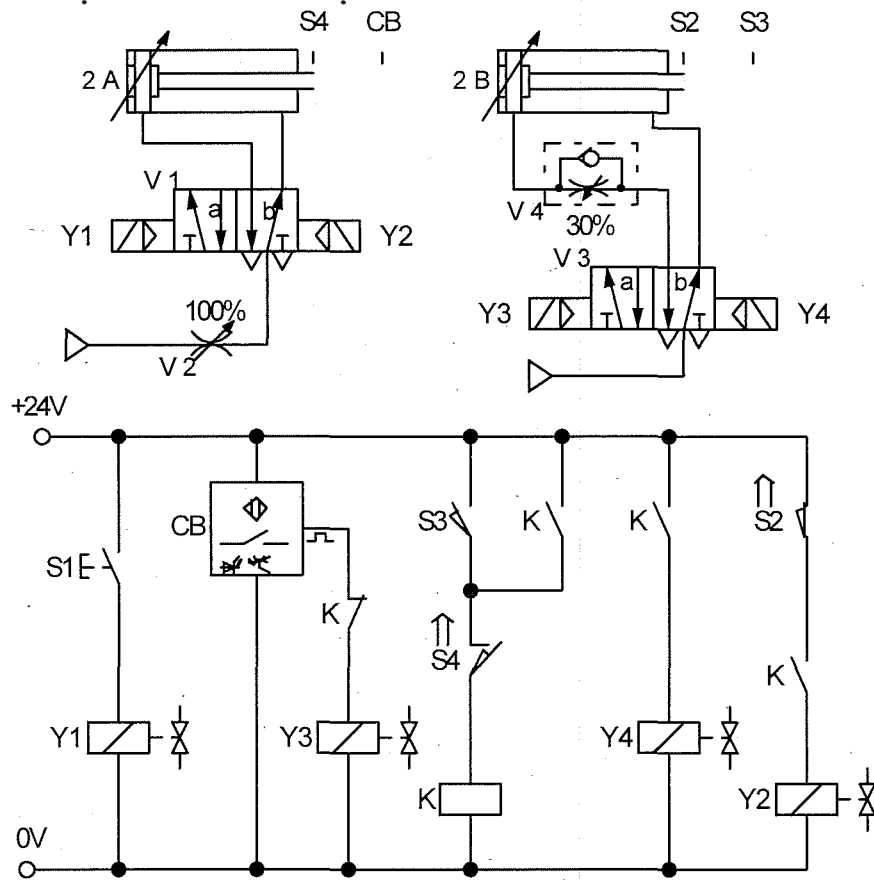 S4 CB S2 S3
2 A 2 B
V 1
a b
Y1 Y2
V 4
30%
V 3
a b
Y3 Y4
100%
V 2
+24V
CB S3 K K S2
S1
K
S4
K
Y1 Y3 Y4
K Y2
0V